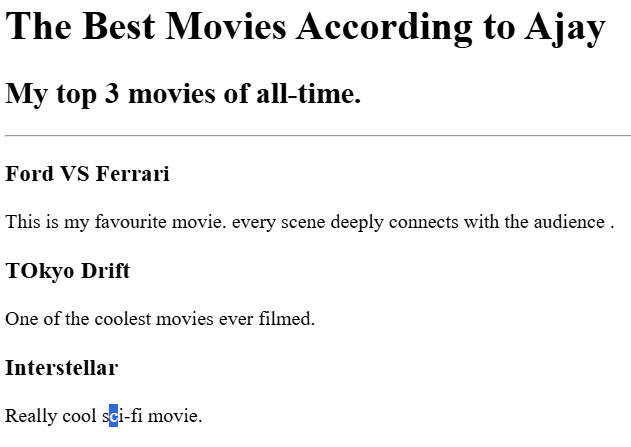 The Best Movies According to Ajay
My top 3 movies of all-time.
Ford VS Ferrari
This is my favourite movie. every scene deeply connects with the audience .
TOkyo Drift
One of the coolest movies ever filmed.
Interstellar
Really cool sci-fi movie.